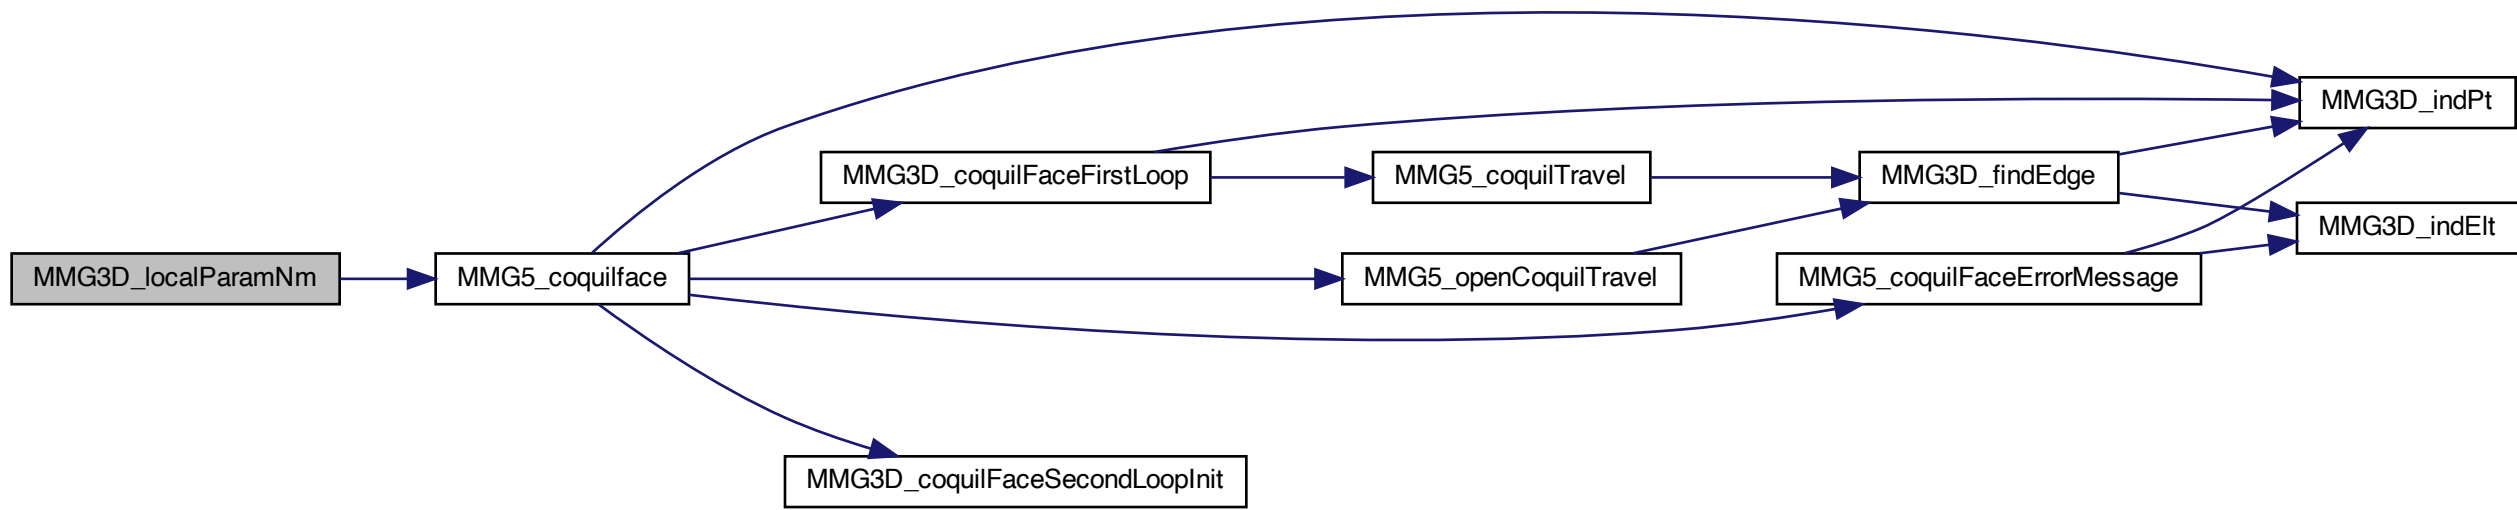 MMG3D_localParamNm
MMG5_coquilface
MMG3D_coquilFaceFirstLoop
MMG5_coquilTravel
MMG3D_findEdge
MMG3D_indPt
MMG3D_indElt
MMG5_openCoquilTravel
MMG5_coquilFaceErrorMessage
MMG3D_coquilFaceSecondLoopInit